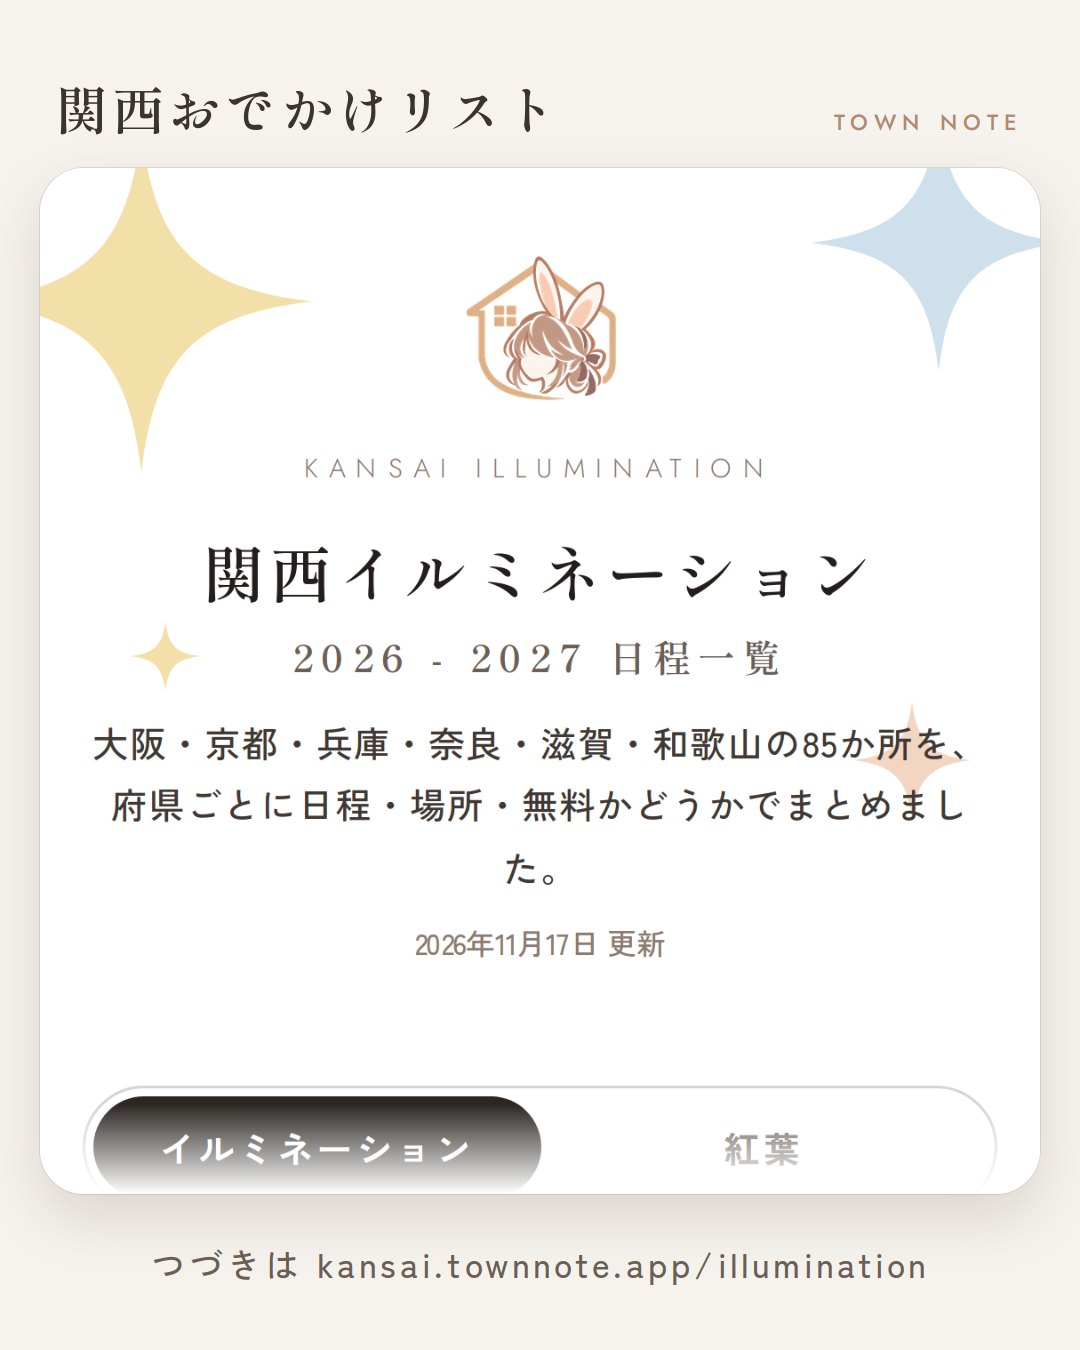 関西おでかけリスト
TOWN NOTE
KANSAI ILLUMINATION
関西イルミネーション
2026 - 2027 日程一覧
大阪・京都・兵庫・奈良・滋賀・和歌山の85か所を、
府県ごとに日程・場所・無料かどうかでまとめまし
た。
2026年11月17日 更新
イルミネーション
紅葉
つづきは kansai.townnote.app/illumination